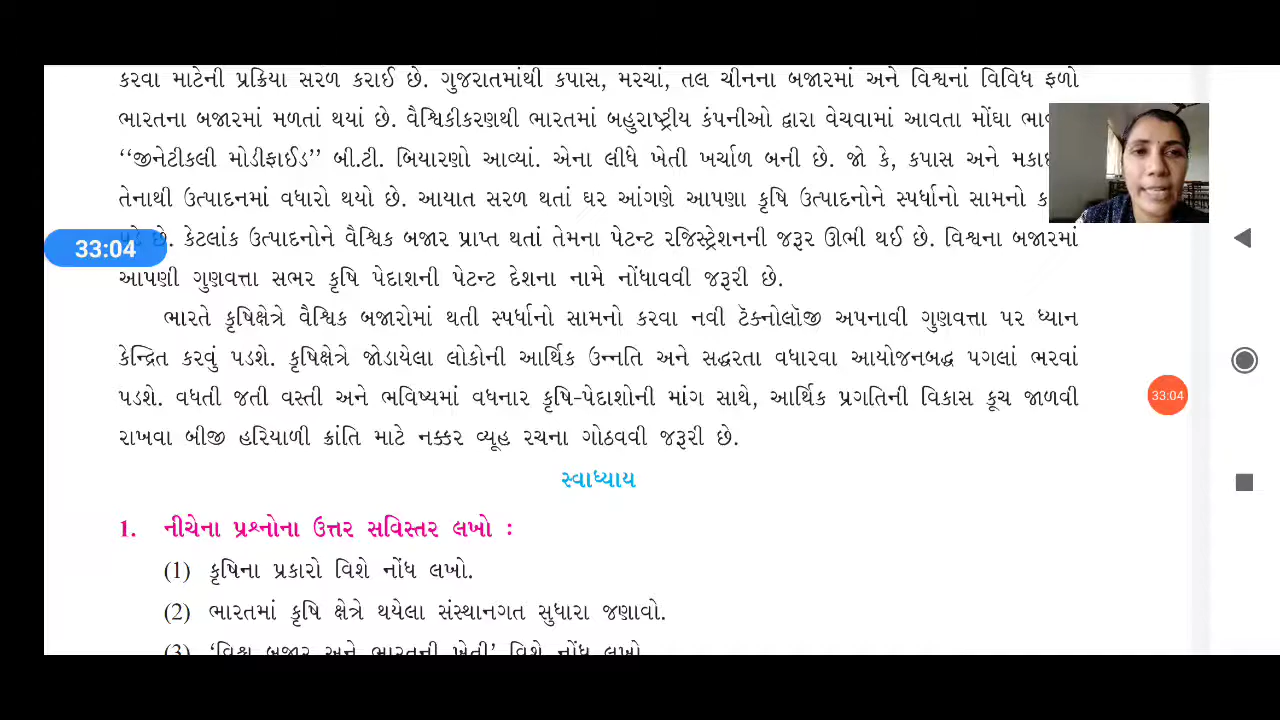 કરવા માટેની પ્રક્રિયા સરળ કરાઈ છે. ગુજરાતમાંથી કપાસ, મરચાં, તલ ચીનના બજારમાં અને વિશ્વનાં વિવિધ ફળો
ભારતના બજારમાં મળતાં થયાં છે. વૈશ્વિકીકરણથી ભારતમાં બહુરાષ્ટ્રીય કંપનીઓ દ્વારા વેચવામાં આવતા મોંઘા
“જીનેટીકલી મોડીફાઈડ” બી.ટી. બિયારણો આવ્યાં. એના લીધે ખેતી ખર્ચાળ બની છે. જો કે, કપાસ અને
તેનાથી ઉત્પાદનમાં વધારો થયો છે. આયાત સરળ થતાં ઘર આંગણે આપણા કૃષિ ઉત્પાદનોને સ્પર્ધાનો સામનો
છે. કેટલાંક ઉત્પાદનોને વૈશ્વિક બજાર પ્રાપ્ત થતાં તેમના પેટન્ટ રજિસ્ટ્રેશનની જરૂર ઊભી થઈ છે. વિશ્વના બજારમાં
33:04
આપણી ગુણવત્તા સભર કૃષિ પેદાશની પેટન્ટ દેશના નામે નોંધાવવી જરૂરી છે.
ભારતે કૃષિક્ષેત્રે વૈશ્વિક બજારોમાં થતી સ્પર્ધાનો સામનો કરવા નવી ટૅક્નોલૉજી અપનાવી ગુણવત્તા પર ધ્યાન
કેન્દ્રિત કરવું પડશે. કૃષિક્ષેત્રે જોડાયેલા લોકોની આર્થિક ઉન્નતિ અને સદ્ધરતા વધારવા આયોજનબદ્ધ પગલાં ભરવાં
પડશે. વધતી જતી વસ્તી અને ભવિષ્યમાં વધનાર કૃષિ-પેદાશોની માંગ સાથે, આર્થિક પ્રગતિની વિકાસ કૂચ જાળવી
33:04
રાખવા બીજી હરિયાળી ક્રાંતિ માટે નક્કર વ્યૂહ રચના ગોઠવવી જરૂરી છે.
સ્વાધ્યાય
1. નીચેના પ્રશ્નોના ઉત્તર સવિસ્તર લખો :
(1) કૃષિના પ્રકારો વિશે નોંધ લખો.
(2) ભારતમાં કૃષિ ક્ષેત્રે થયેલા સંસ્થાનગત સુધારા જણાવો.
(3) ‘વિશ્વ બજાર અને ભારતની ખેતી’ વિશે નોંધ લખો